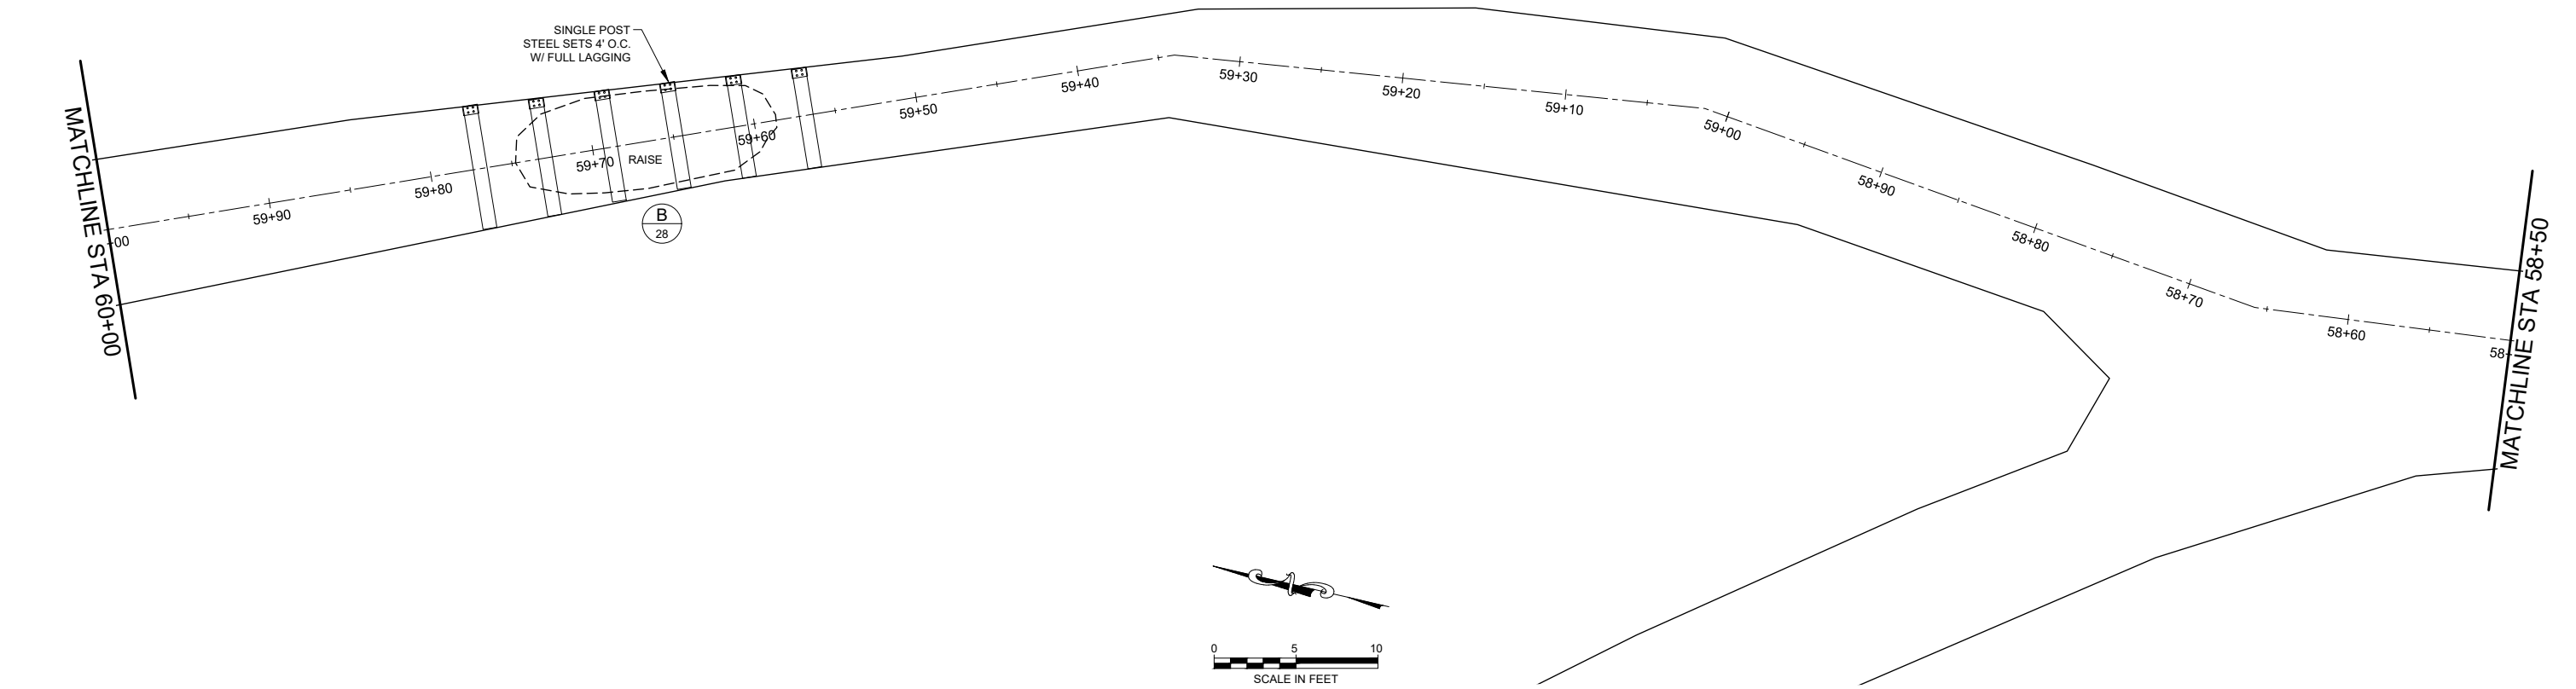 SINGLE POST
STEEL SETS 4' O.C.
W/ FULL LAGGING
MATCHLINE STA 60+00
+00
59+90
59+80
59+70
RAISE
59+60
59+50
59+40
59+30
59+20
59+10
59+00
58+90
58+80
58+70
58+60
58+
MATCHLINE STA 58+50
B
28
0 5 10
SCALE IN FEET